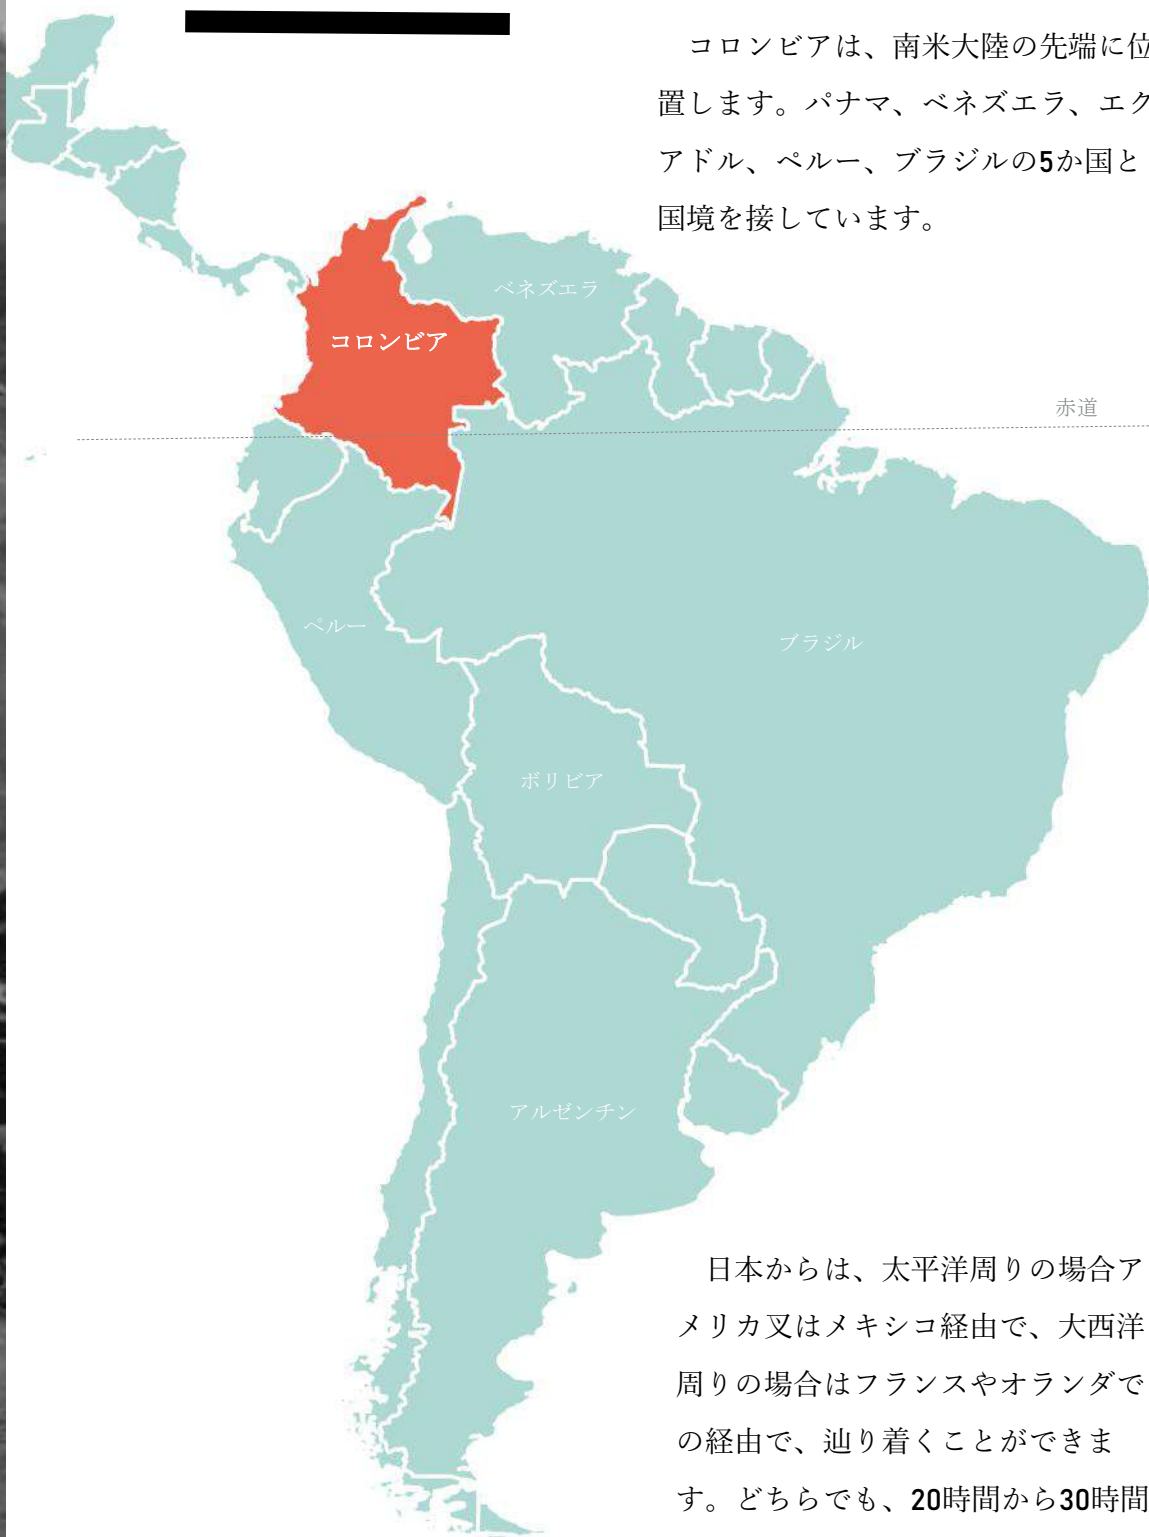 コロンビアは、南米大陸の先端に位
置します。パナマ、ベネズエラ、エク
アドル、ペルー、ブラジルの5か国と
国境を接しています。
ベネズエラ
コロンビア
赤道
ペルー
ブラジル
ボリビア
アルゼンチン
日本からは、太平洋周りの場合ア
メリカ又はメキシコ経由で、大西洋
周りの場合はフランスやオランダで
の経由で、辿り着くことができま
す。どちらでも、20時間から30時間